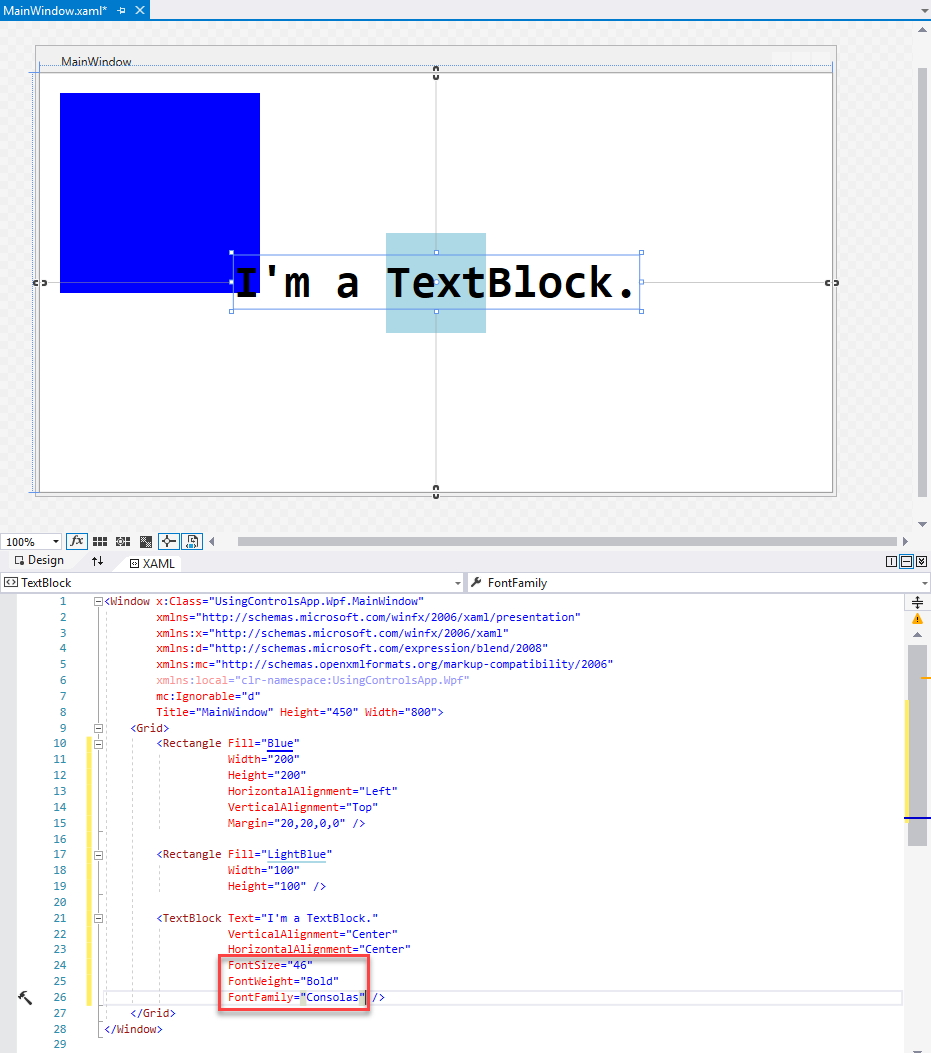 MainWindow.xaml*
MainWindow
I'm a TextBlock.
100%
fx
Design
XAML
TextBlock
FontFamily
1 <Window x:Class="UsingControlsApp.Wpf.MainWindow"
2 xmlns="http://schemas.microsoft.com/winfx/2006/xaml/presentation"
3 xmlns:x="http://schemas.microsoft.com/winfx/2006/xaml"
4 xmlns:d="http://schemas.microsoft.com/expression/blend/2008"
5 xmlns:mc="http://schemas.openxmlformats.org/markup-compatibility/2006"
6 xmlns:local="clr-namespace:UsingControlsApp.Wpf"
7 mc:Ignorable="d"
8 Title="MainWindow" Height="450" Width="800">
9 <Grid>
10 <Rectangle Fill="Blue"
11 Width="200"
12 Height="200"
13 HorizontalAlignment="Left"
14 VerticalAlignment="Top"
15 Margin="20,20,0,0" />
16
17 <Rectangle Fill="LightBlue"
18 Width="100"
19 Height="100" />
20
21 <TextBlock Text="I'm a TextBlock."
22 VerticalAlignment="Center"
23 HorizontalAlignment="Center"
24 FontSize="46"
25 FontWeight="Bold"
26 FontFamily="Consolas" />
27 </Grid>
28 </Window>
29